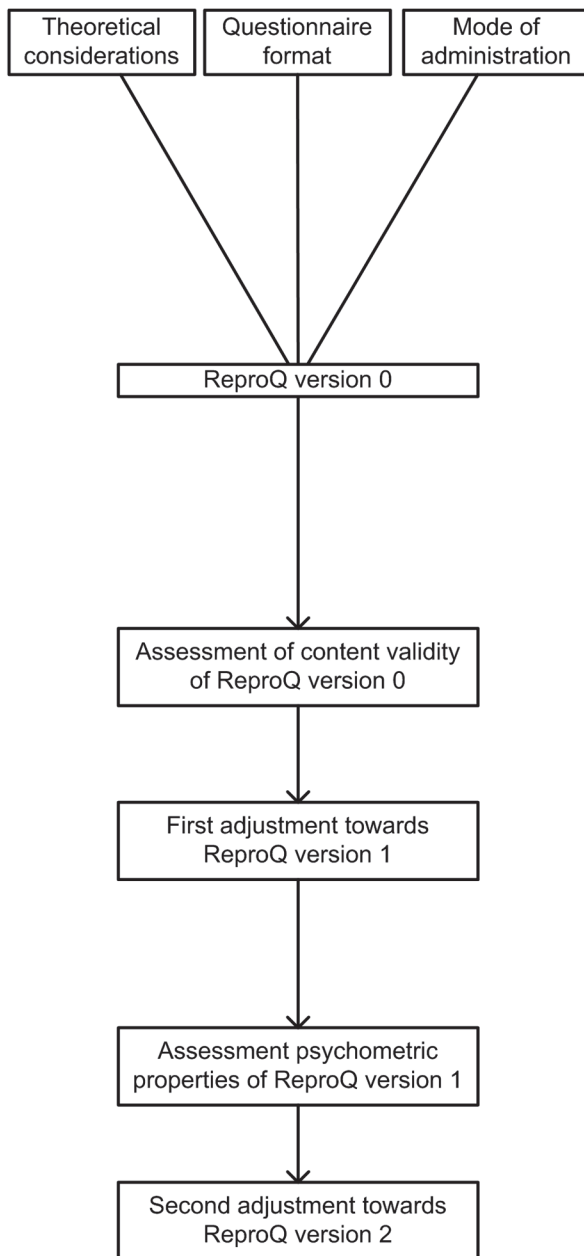 Theoretical
considerations
Questionnaire
format
Mode of
administration
ReproQ version 0
Assessment of content validity
of ReproQ version 0
First adjustment towards
ReproQ version 1
Assessment psychometric
properties of ReproQ version 1
Second adjustment towards
ReproQ version 2